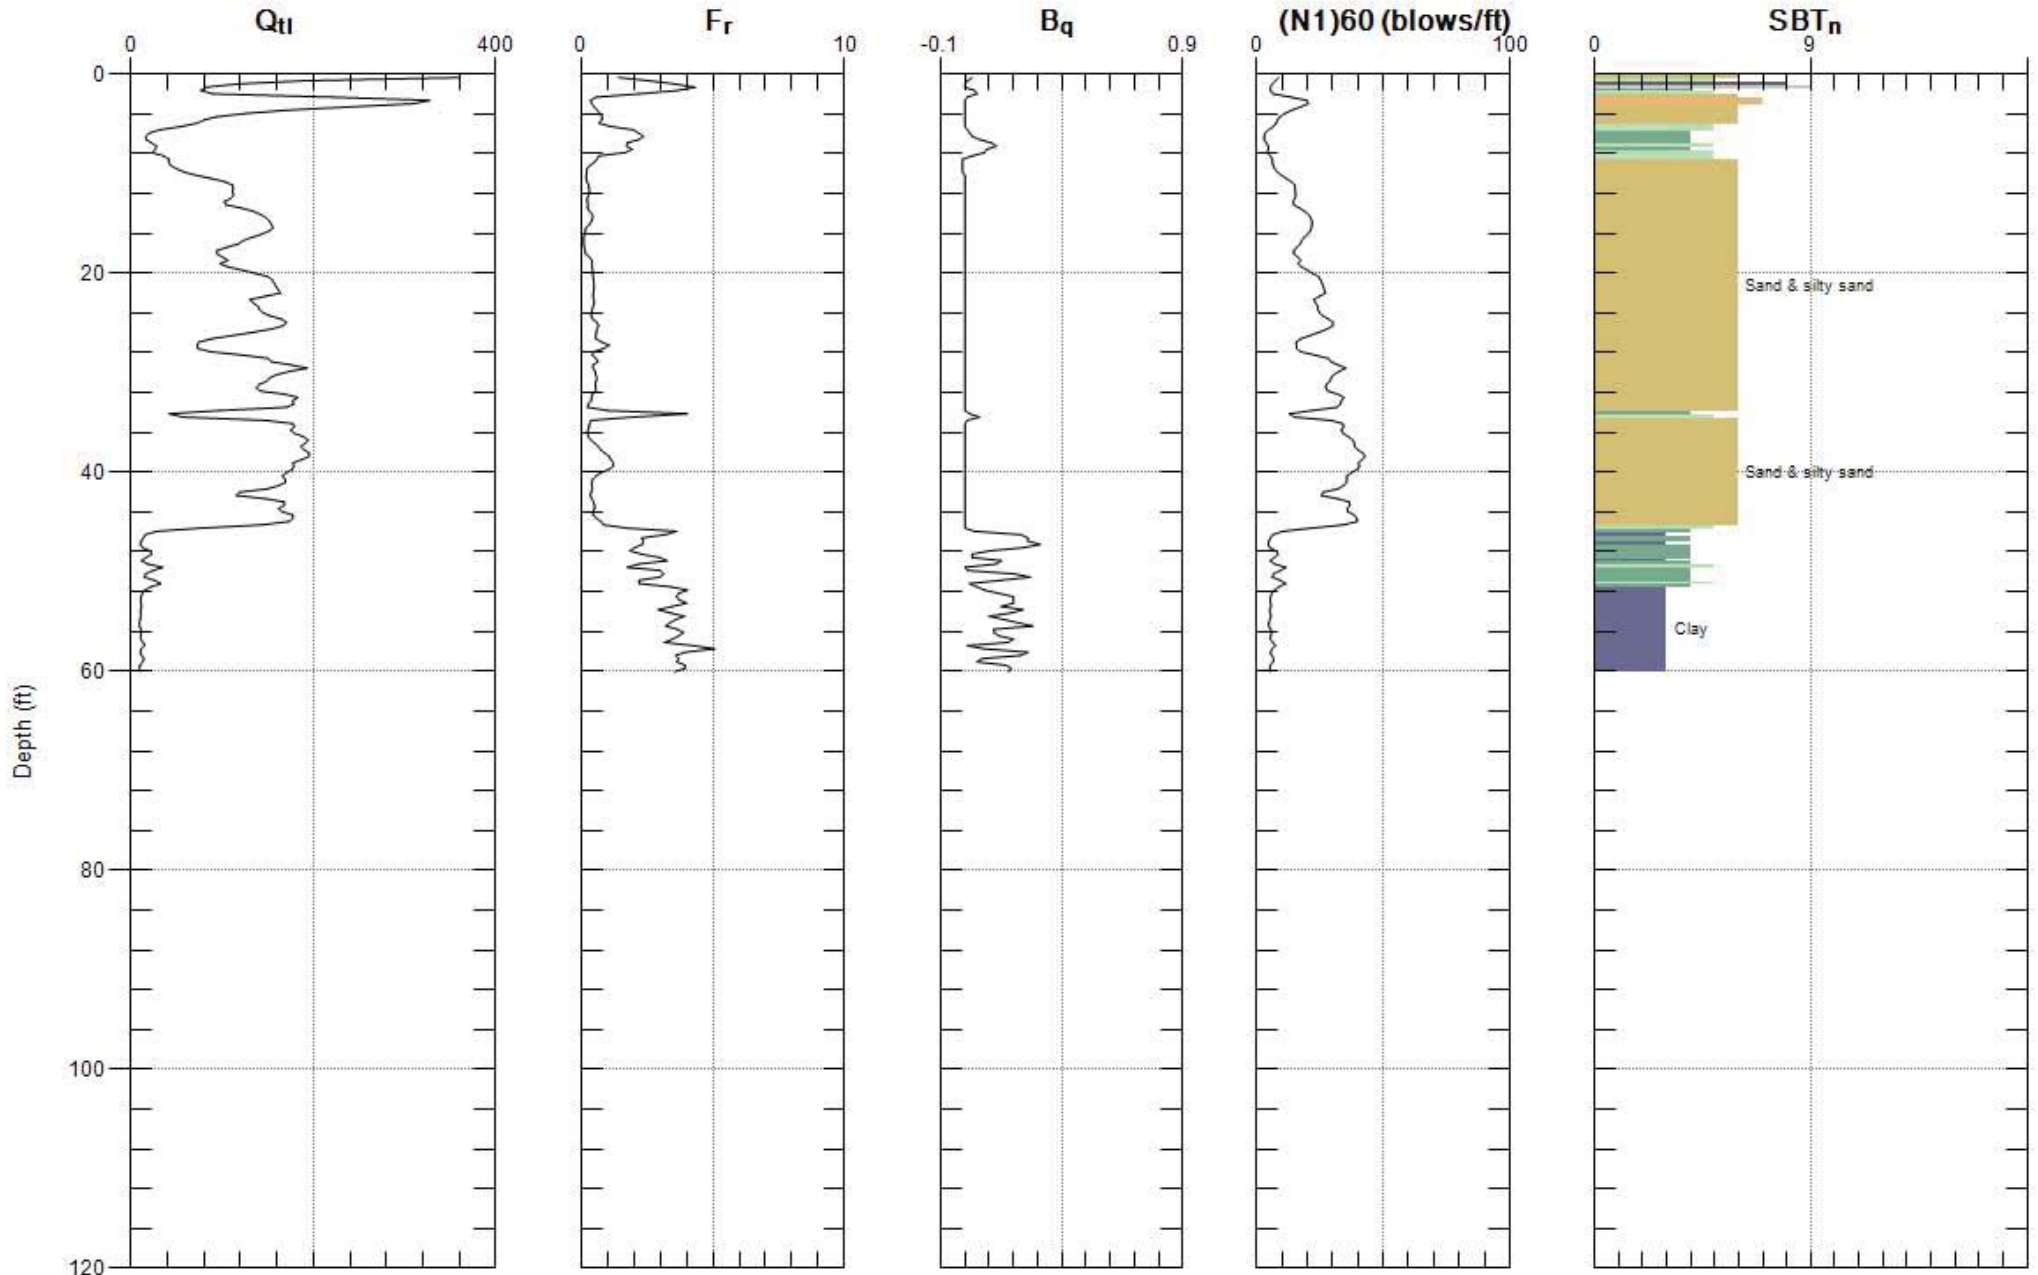 Qtl Fr Bq (N1)60 (blows/ft) SBTn
0 400 0 10 -0.1 0.9 0 100 0 9
0
20
Sand & silty sand
40
Sand & silty sand
Clay
60
Depth (ft)
80
100
120